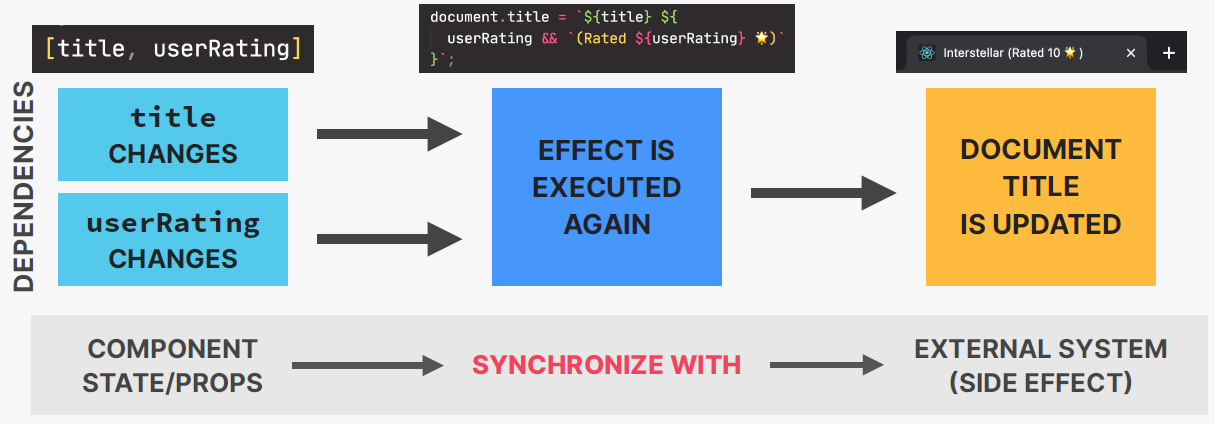 [title, userRating]
document.title = `${title} ${
userRating && `(Rated ${userRating} 🌟)`
}`;
Interstellar (Rated 10 🌟 )
× +
DEPENDENCIES
title
CHANGES
userRating
CHANGES
EFFECT IS
EXECUTED
AGAIN
DOCUMENT
TITLE
IS UPDATED
COMPONENT
STATE/PROPS
SYNCHRONIZE WITH
EXTERNAL SYSTEM
(SIDE EFFECT)